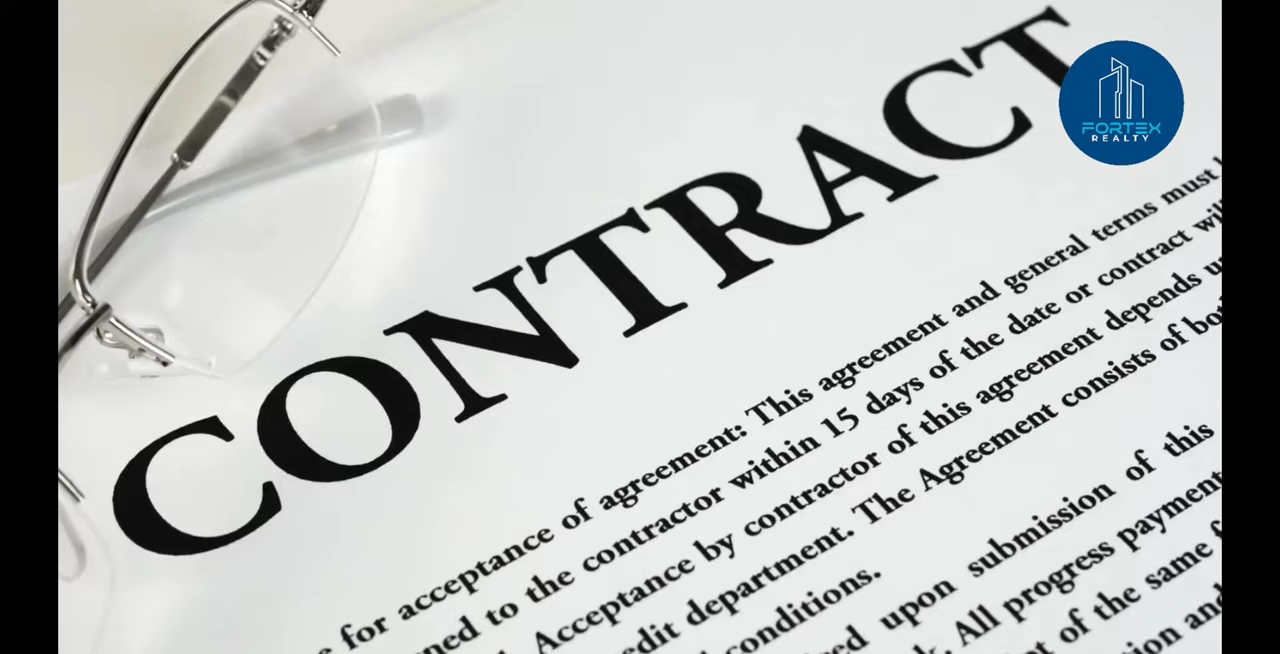 CONTRACT
FORTEX
REALTY
for acceptance of agreement: This agreement and general terms must
to the contractor within 15 days of the date or contract
Acceptance by contractor of this agreement depends
department. The Agreement consists of
conditions.
upon submission of this
All progress payment
of the same